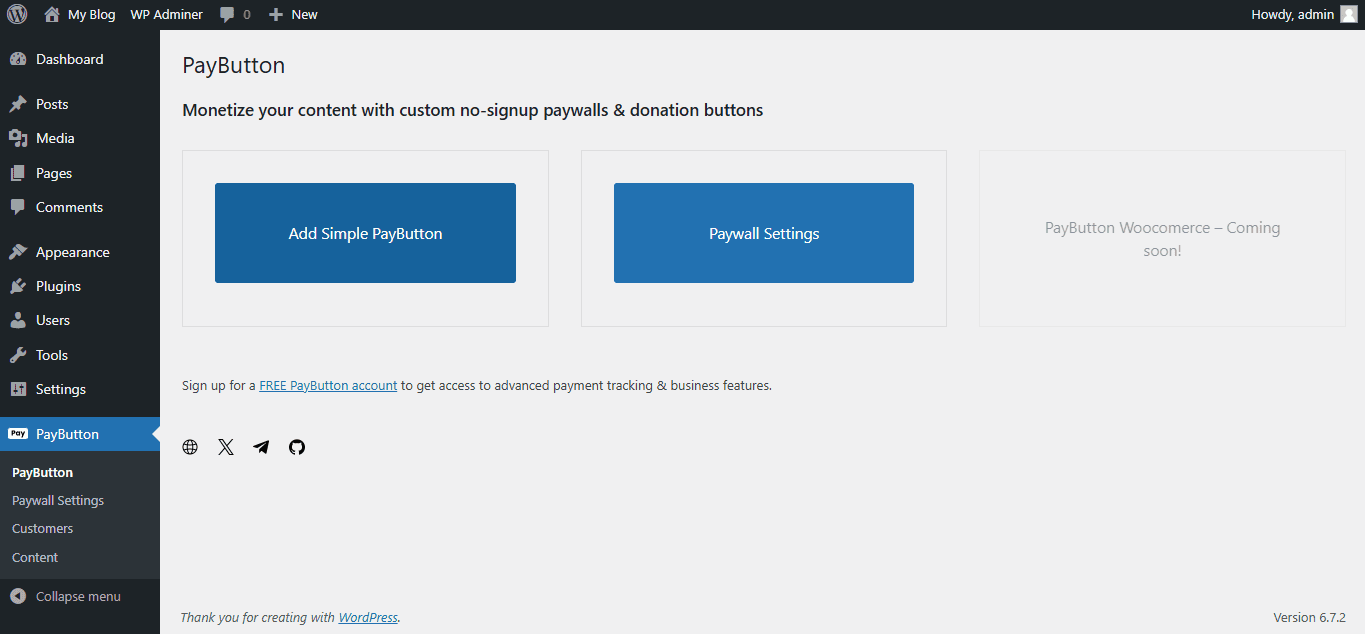 My Blog WP Adminer 0 New Howdy, admin
Dashboard
Posts
Media
Pages
Comments
Appearance
Plugins
Users
Tools
Settings
Pay PayButton
PayButton
Paywall Settings
Customers
Content
Collapse menu
PayButton
Monetize your content with custom no-signup paywalls & donation buttons
Add Simple PayButton
Paywall Settings
PayButton Woocomerce – Coming
soon!
Sign up for a FREE PayButton account to get access to advanced payment tracking & business features.
Thank you for creating with WordPress. Version 6.7.2